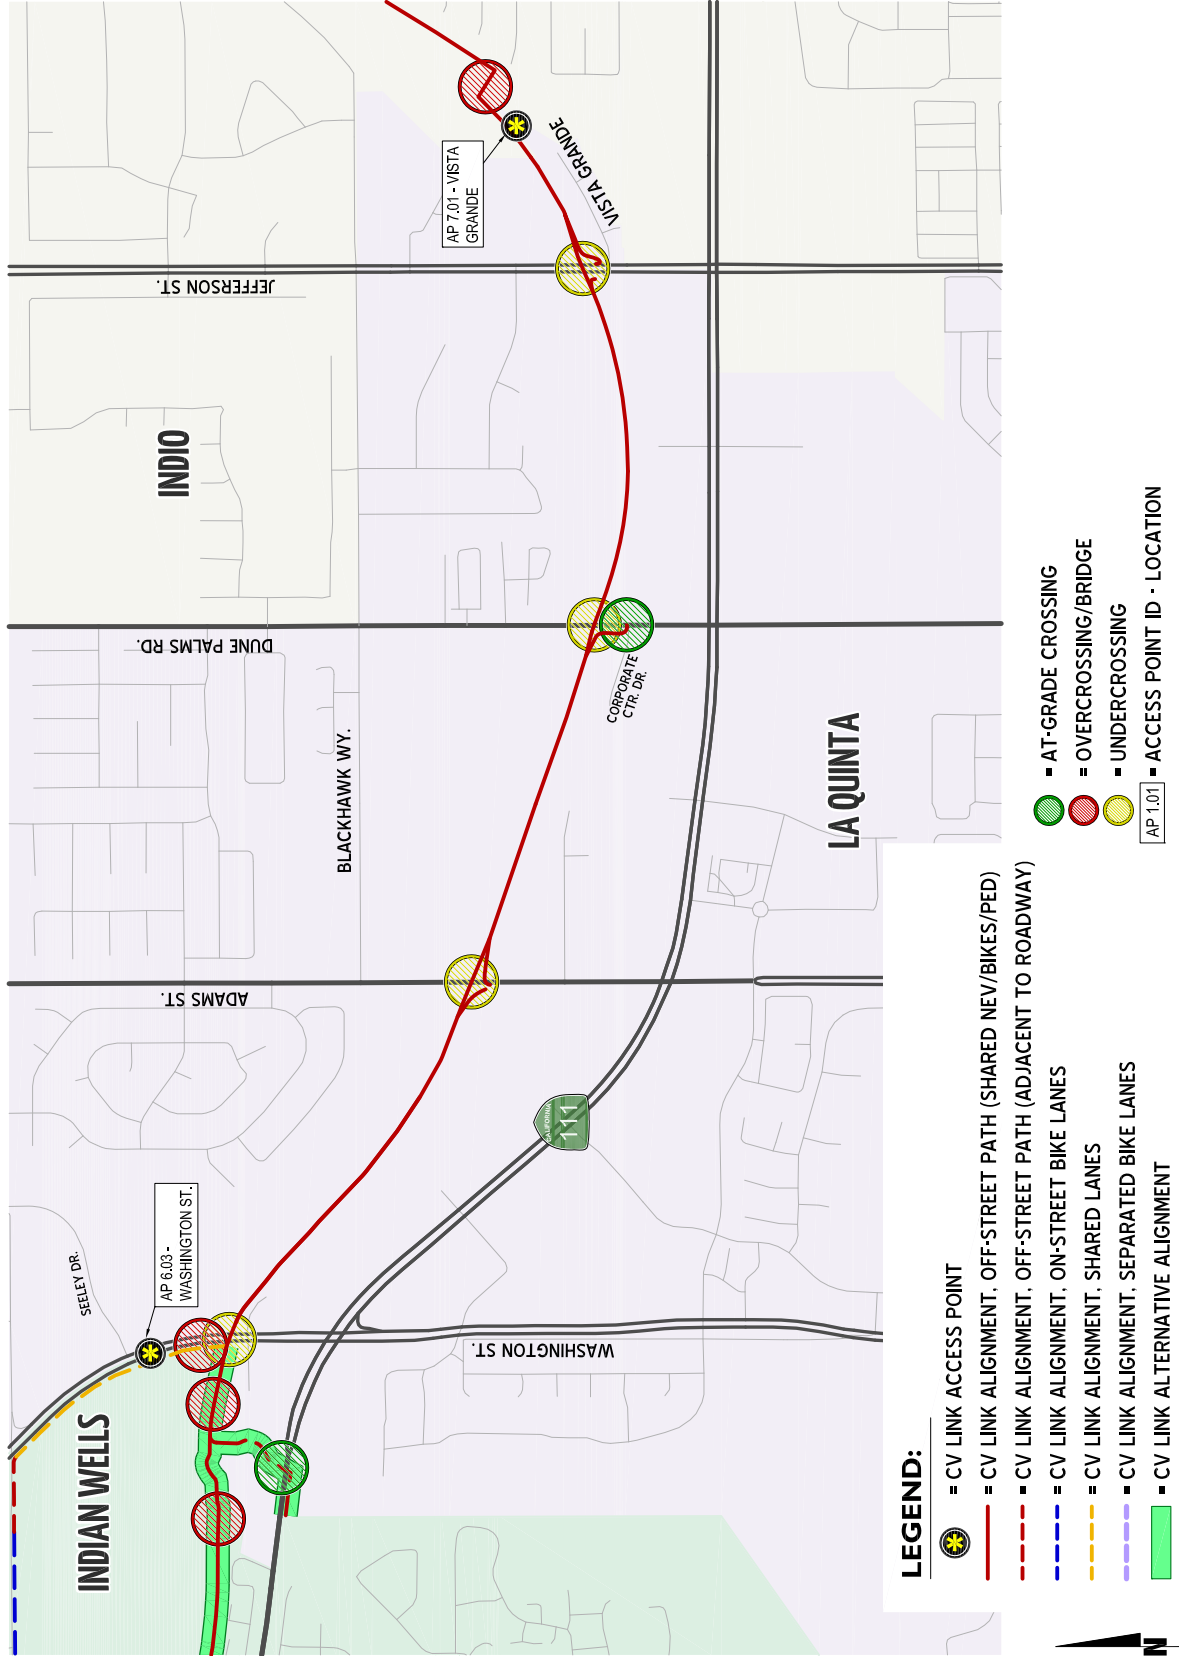 INDIO
INDIAN WELLS
LA QUINTA
SEELEY DR.
AP 6.03 -
WASHINGTON ST.
WASHINGTON ST.
ADAMS ST.
BLACKHAWK WY.
DUNE PALMS RD.
CORPORATE
CTR. DR.
JEFFERSON ST.
VISTA GRANDE
AP 7.01 - VISTA
GRANDE
CALIFORNIA
111
LEGEND:
= CV LINK ACCESS POINT
= CV LINK ALIGNMENT, OFF-STREET PATH (SHARED NEV/BIKES/PED)
= CV LINK ALIGNMENT, OFF-STREET PATH (ADJACENT TO ROADWAY)
= CV LINK ALIGNMENT, ON-STREET BIKE LANES
= CV LINK ALIGNMENT, SHARED LANES
= CV LINK ALIGNMENT, SEPARATED BIKE LANES
= CV LINK ALTERNATIVE ALIGNMENT
= AT-GRADE CROSSING
= OVERCROSSING/BRIDGE
= UNDERCROSSING
AP 1.01 = ACCESS POINT ID - LOCATION
N